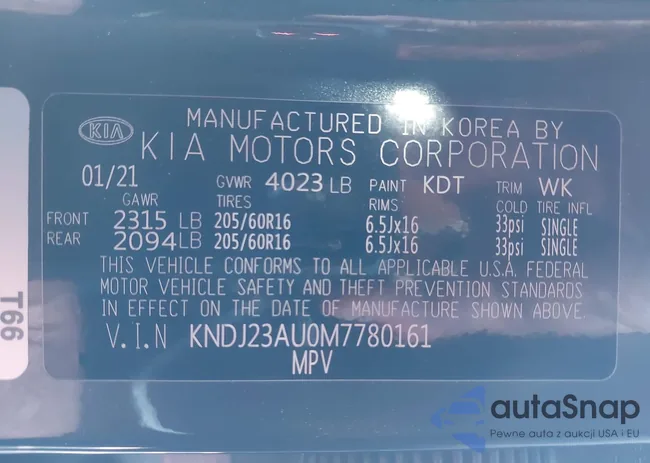 MANUFACTURED IN KOREA BY
KIA
KIA MOTORS CORPORATION
01/21 GVWR 4023 LB PAINT KDT TRIM WK
GAWR TIRES RIMS COLD TIRE INFL
FRONT 2315 LB 205/60R16 6.5Jx16 33psi SINGLE
REAR 2094 LB 205/60R16 6.5Jx16 33psi SINGLE
THIS VEHICLE CONFORMS TO ALL APPLICABLE U.S.A. FEDERAL
MOTOR VEHICLE SAFETY AND THEFT PREVENTION STANDARDS
IN EFFECT ON THE DATE OF MANUFACTURE SHOWN ABOVE.
V.I.N KNDJ23AU0M7780161
MPV
T66
autaSnap
Pewne auta z aukcji USA i EU